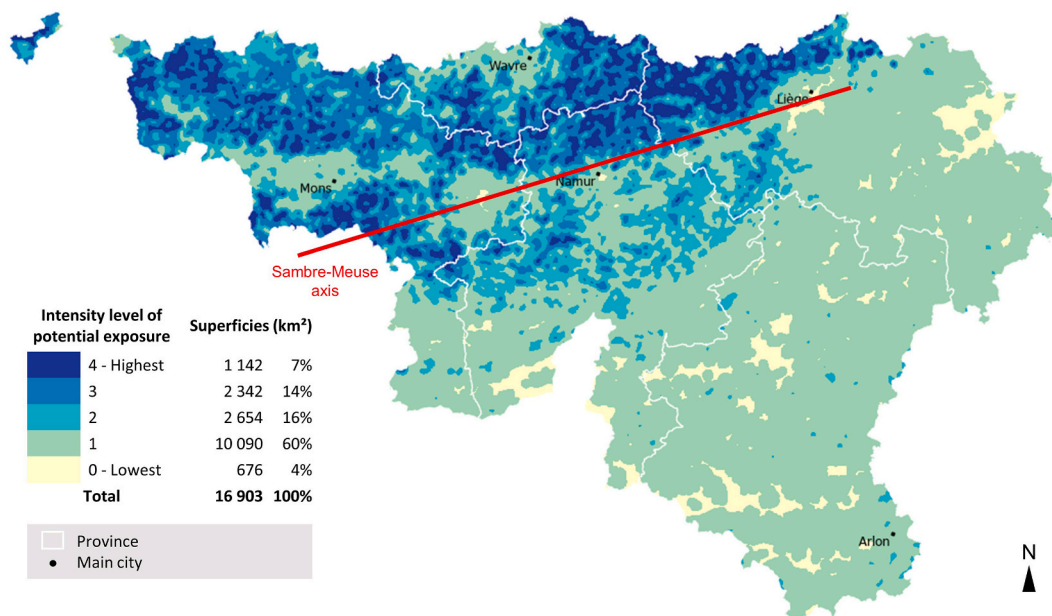 Wavre
Liège
Mons
Namur
Sambre-Meuse
axis
Intensity level of
potential exposure
Superficies (km²)
4 - Highest 1 142 7%
3 2 342 14%
2 2 654 16%
1 10 090 60%
0 - Lowest 676 4%
Total 16 903 100%
Province
Main city
Arlon
N